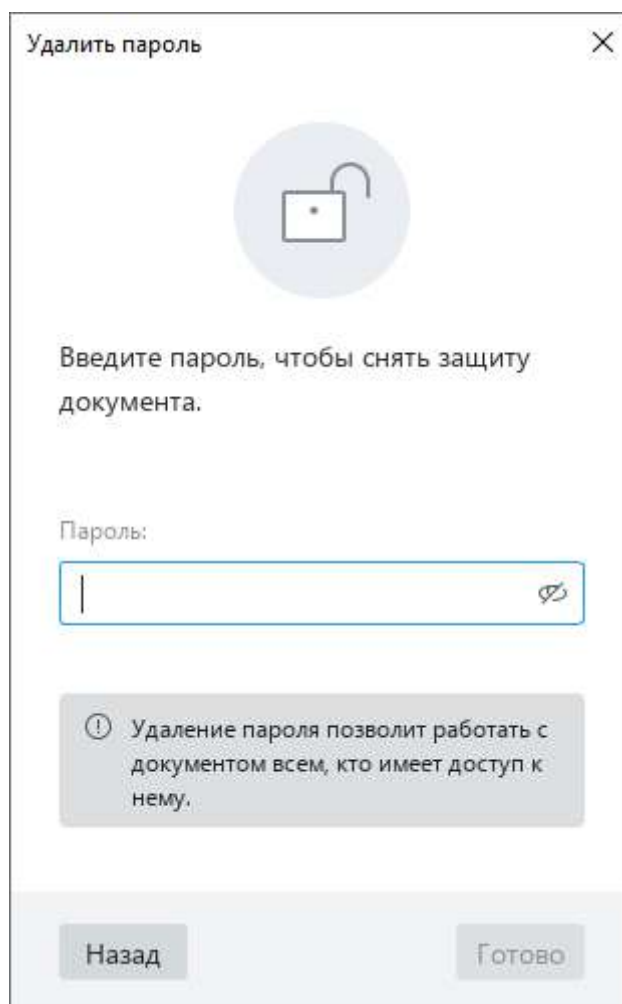 Удалить пароль
Введите пароль, чтобы снять защиту
документа.
Пароль:
Удаление пароля позволит работать с
документом всем, кто имеет доступ к
нему.
Назад
Готово